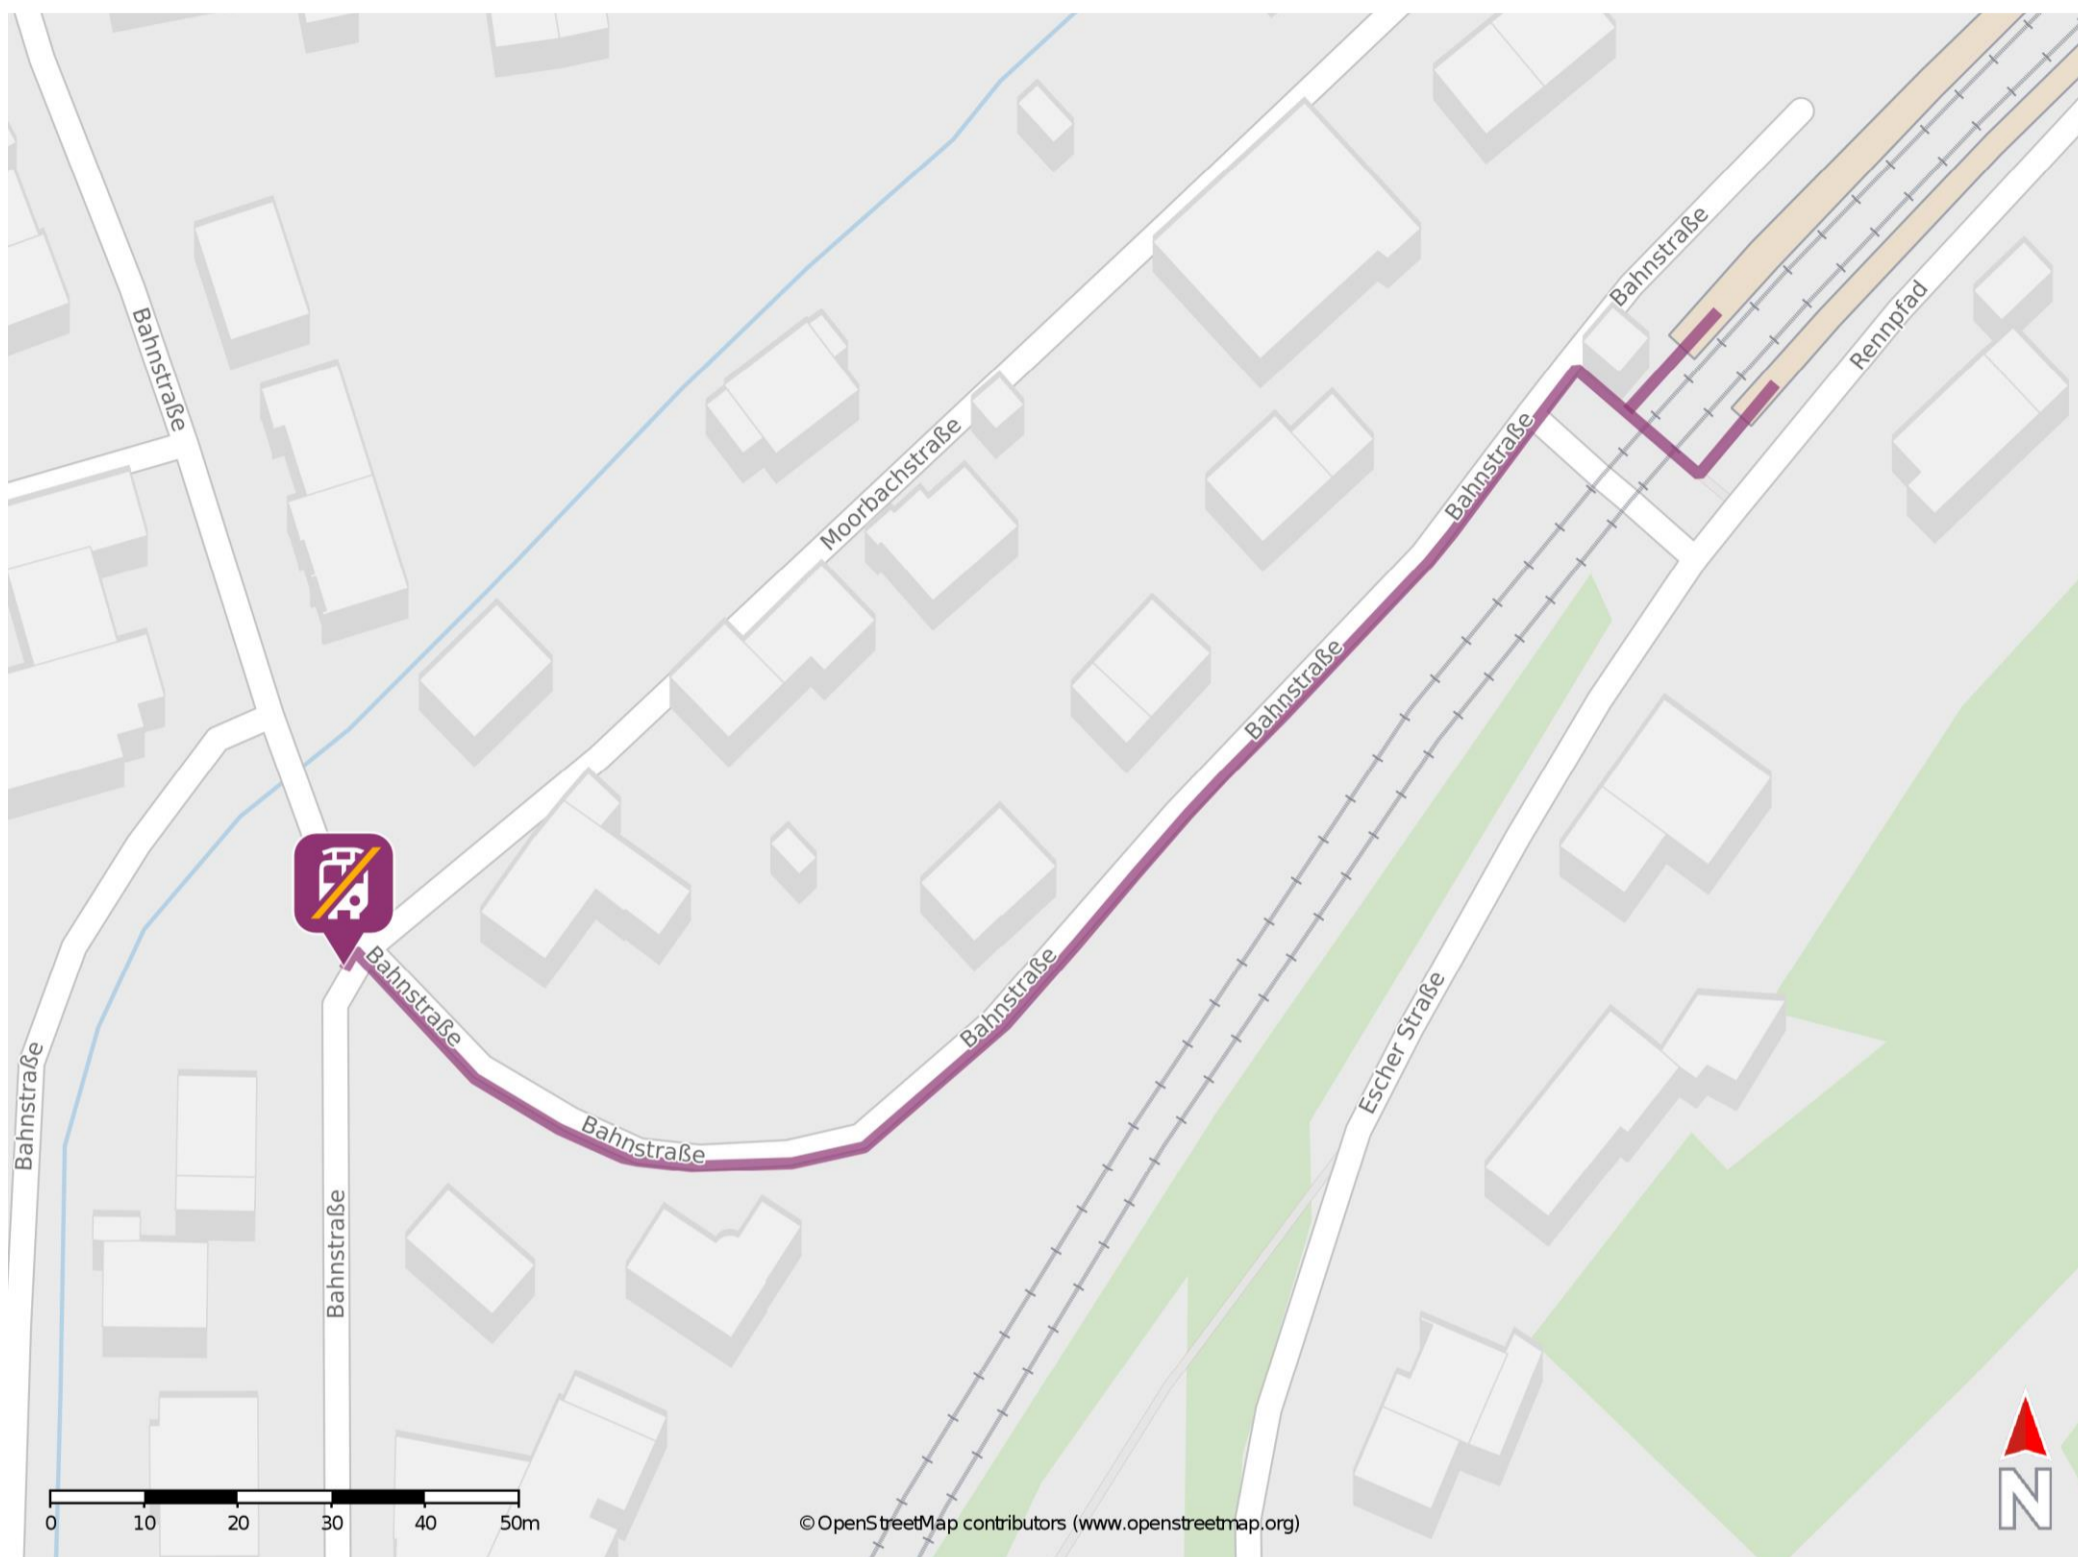 Bahnstraße
Rennpfad
Bahnstraße
Bahnstraße
Moorbachstraße
Bahnstraße
Bahnstraße
Bahnstraße
Bahnstraße
Escher Straße
Bahnstraße
Bahnstraße
Bahnstraße
0 10 20 30 40 50m
© OpenStreetMap contributors (www.openstreetmap.org)
N